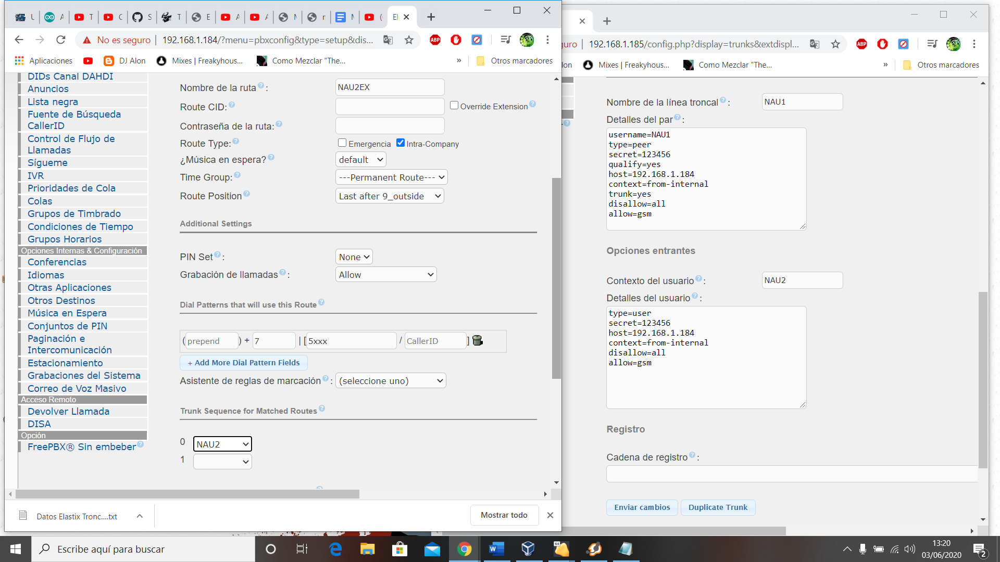 U
A
T
C
S
T
E
A
A
N
r
N
(
El
No es seguro
192.168.1.184/?menu=pbxconfig&type=setup&dis...
Aplicaciones
DJ Alon
Mixes | Freakyhous...
Como Mezclar "The...
»
Otros marcadores
DIDs Canal DAHDI
Anuncios
Lista negra
Fuente de Búsqueda
CallerID
Control de Flujo de
Llamadas
Sígueme
IVR
Prioridades de Cola
Colas
Grupos de Timbrado
Condiciones de Tiempo
Grupos Horarios
Opciones Internas & Configuración
Conferencias
Idiomas
Otras Aplicaciones
Otros Destinos
Música en Espera
Conjuntos de PIN
Paginación e
Intercomunicación
Estacionamiento
Grabaciones del Sistema
Correo de Voz Masivo
Acceso Remoto
Devolver Llamada
DISA
Opción
FreePBX® Sin embeber
Nombre de la ruta : NAU2EX
Route CID: Override Extension
Contraseña de la ruta:
Route Type: Emergencia Intra-Company
¿Música en espera? default
Time Group: ---Permanent Route---
Route Position Last after 9_outside
Additional Settings
PIN Set : None
Grabación de llamadas : Allow
Dial Patterns that will use this Route
(prepend) + 7 | [5xxx / CallerID ]
+ Add More Dial Pattern Fields
Asistente de reglas de marcación : (seleccione uno)
Trunk Sequence for Matched Routes
0 NAU2
1
Datos Elastix Tronc....txt
Mostrar todo
guro
192.168.1.185/config.php?display=trunks&extdispl...
lon
Mixes | Freakyhous...
Como Mezclar "The...
»
Otros marcadores
Nombre de la línea troncal : NAU1
Detalles del par :
username=NAU1
type=peer
secret=123456
qualify=yes
host=192.168.1.184
context=from-internal
trunk=yes
disallow=all
allow=gsm
Opciones entrantes
Contexto del usuario : NAU2
Detalles del usuario :
type=user
secret=123456
host=192.168.1.184
context=from-internal
disallow=all
allow=gsm
Registro
Cadena de registro :
Enviar cambios
Duplicate Trunk
Escribe aquí para buscar
64
13:20
03/06/2020
2